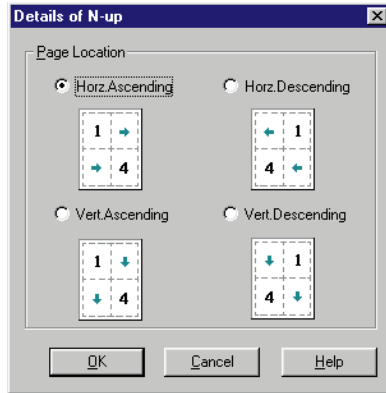 Details of N-up
Page Location
Horz.Ascending Horz.Descending
1 1
4 4
Vert.Ascending Vert.Descending
1 1
4 4
OK Cancel Help